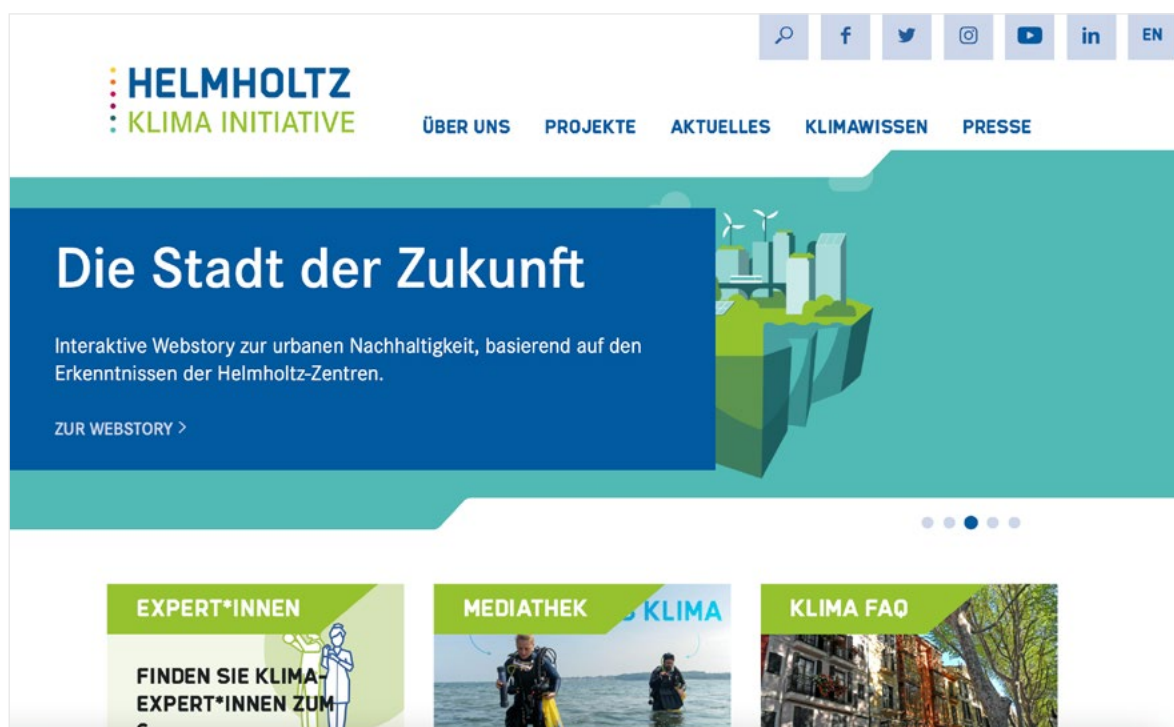 EN
HELMHOLTZ
KLIMA INITIATIVE
ÜBER UNS PROJEKTE AKTUELLES KLIMAWISSEN PRESSE
Die Stadt der Zukunft
Interaktive Webstory zur urbanen Nachhaltigkeit, basierend auf den
Erkenntnissen der Helmholtz-Zentren.
ZUR WEBSTORY >
EXPERT*INNEN
FINDEN SIE KLIMA-
EXPERT*INNEN ZUM
MEDIATHEK
KLIMA
KLIMA FAQ